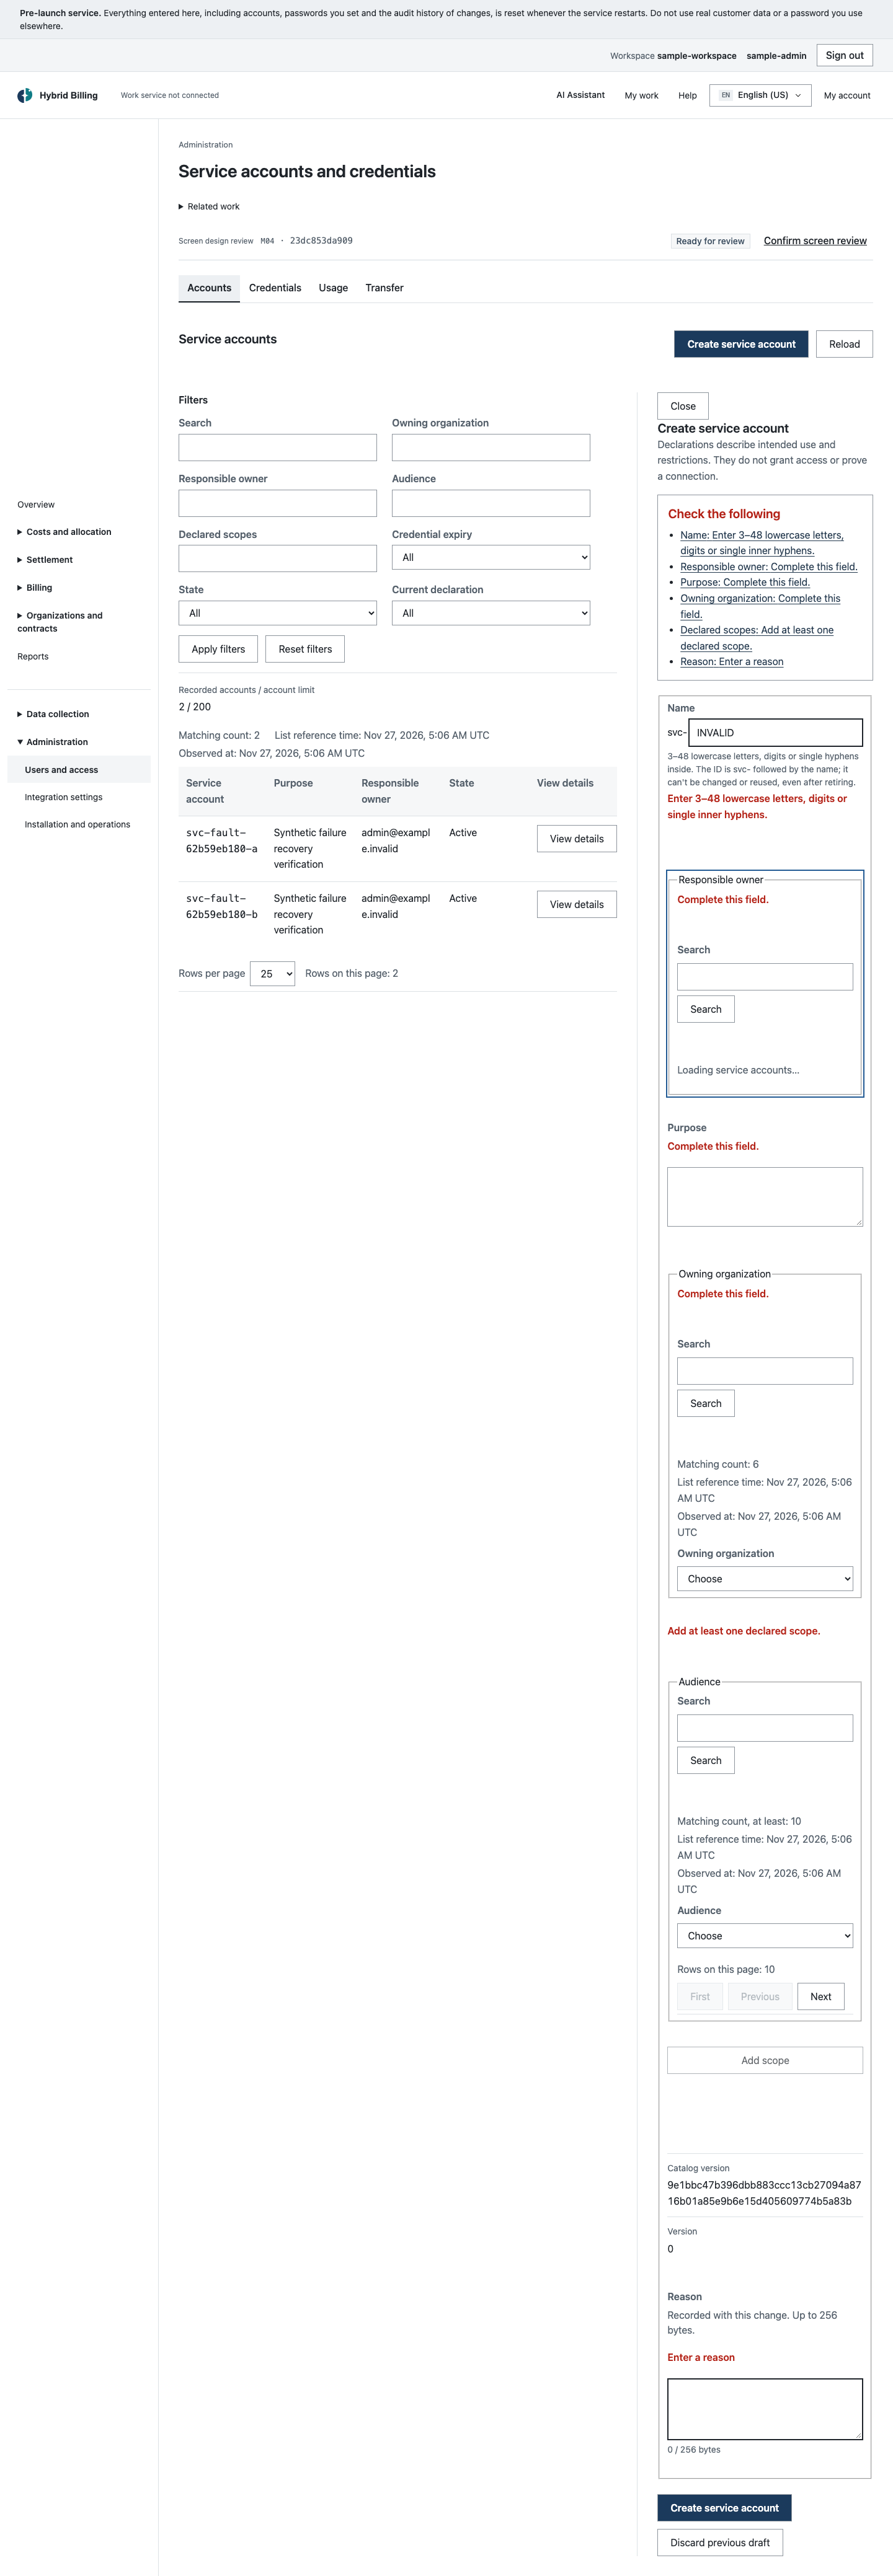 Pre-launch service. Everything entered here, including accounts, passwords you set and the audit history of changes, is reset whenever the service restarts. Do not use real customer data or a password you use
elsewhere.
Workspace sample-workspace sample-admin Sign out
Hybrid Billing Work service not connected AI Assistant My work Help EN English (US) My account
Administration
Service accounts and credentials
Related work
Screen design review M04 · 23dc853da909 Ready for review Confirm screen review
Accounts Credentials Usage Transfer
Service accounts
Create service account Reload
Overview
Costs and allocation
Settlement
Billing
Organizations and
contracts
Reports
Data collection
Administration
Users and access
Integration settings
Installation and operations
Filters
Search Owning organization
Responsible owner Audience
Declared scopes Credential expiry
All
State Current declaration
All All
Apply filters Reset filters
Recorded accounts / account limit
2 / 200
Matching count: 2 List reference time: Nov 27, 2026, 5:06 AM UTC
Observed at: Nov 27, 2026, 5:06 AM UTC
Service
account
Purpose
Responsible
owner
State
View details
svc-fault-
62b59eb180-a
Synthetic failure
recovery
verification
admin@exampl
e.invalid
Active
View details
svc-fault-
62b59eb180-b
Synthetic failure
recovery
verification
admin@exampl
e.invalid
Active
View details
Rows per page 25 Rows on this page: 2
Close
Create service account
Declarations describe intended use and
restrictions. They do not grant access or prove
a connection.
Check the following
Name: Enter 3–48 lowercase letters,
digits or single inner hyphens.
Responsible owner: Complete this field.
Purpose: Complete this field.
Owning organization: Complete this
field.
Declared scopes: Add at least one
declared scope.
Reason: Enter a reason
Name
svc- INVALID
3–48 lowercase letters, digits or single hyphens
inside. The ID is svc- followed by the name; it
can't be changed or reused, even after retiring.
Enter 3–48 lowercase letters, digits or
single inner hyphens.
Responsible owner
Complete this field.
Search
Search
Loading service accounts…
Purpose
Complete this field.
Owning organization
Complete this field.
Search
Search
Matching count: 6
List reference time: Nov 27, 2026, 5:06
AM UTC
Observed at: Nov 27, 2026, 5:06 AM
UTC
Owning organization
Choose
Add at least one declared scope.
Audience
Search
Search
Matching count, at least: 10
List reference time: Nov 27, 2026, 5:06
AM UTC
Observed at: Nov 27, 2026, 5:06 AM
UTC
Audience
Choose
Rows on this page: 10
First Previous Next
Add scope
Catalog version
9e1bbc47b396dbb883ccc13cb27094a87
16b01a85e9b6e15d405609774b5a83b
Version
0
Reason
Recorded with this change. Up to 256
bytes.
Enter a reason
0 / 256 bytes
Create service account
Discard previous draft